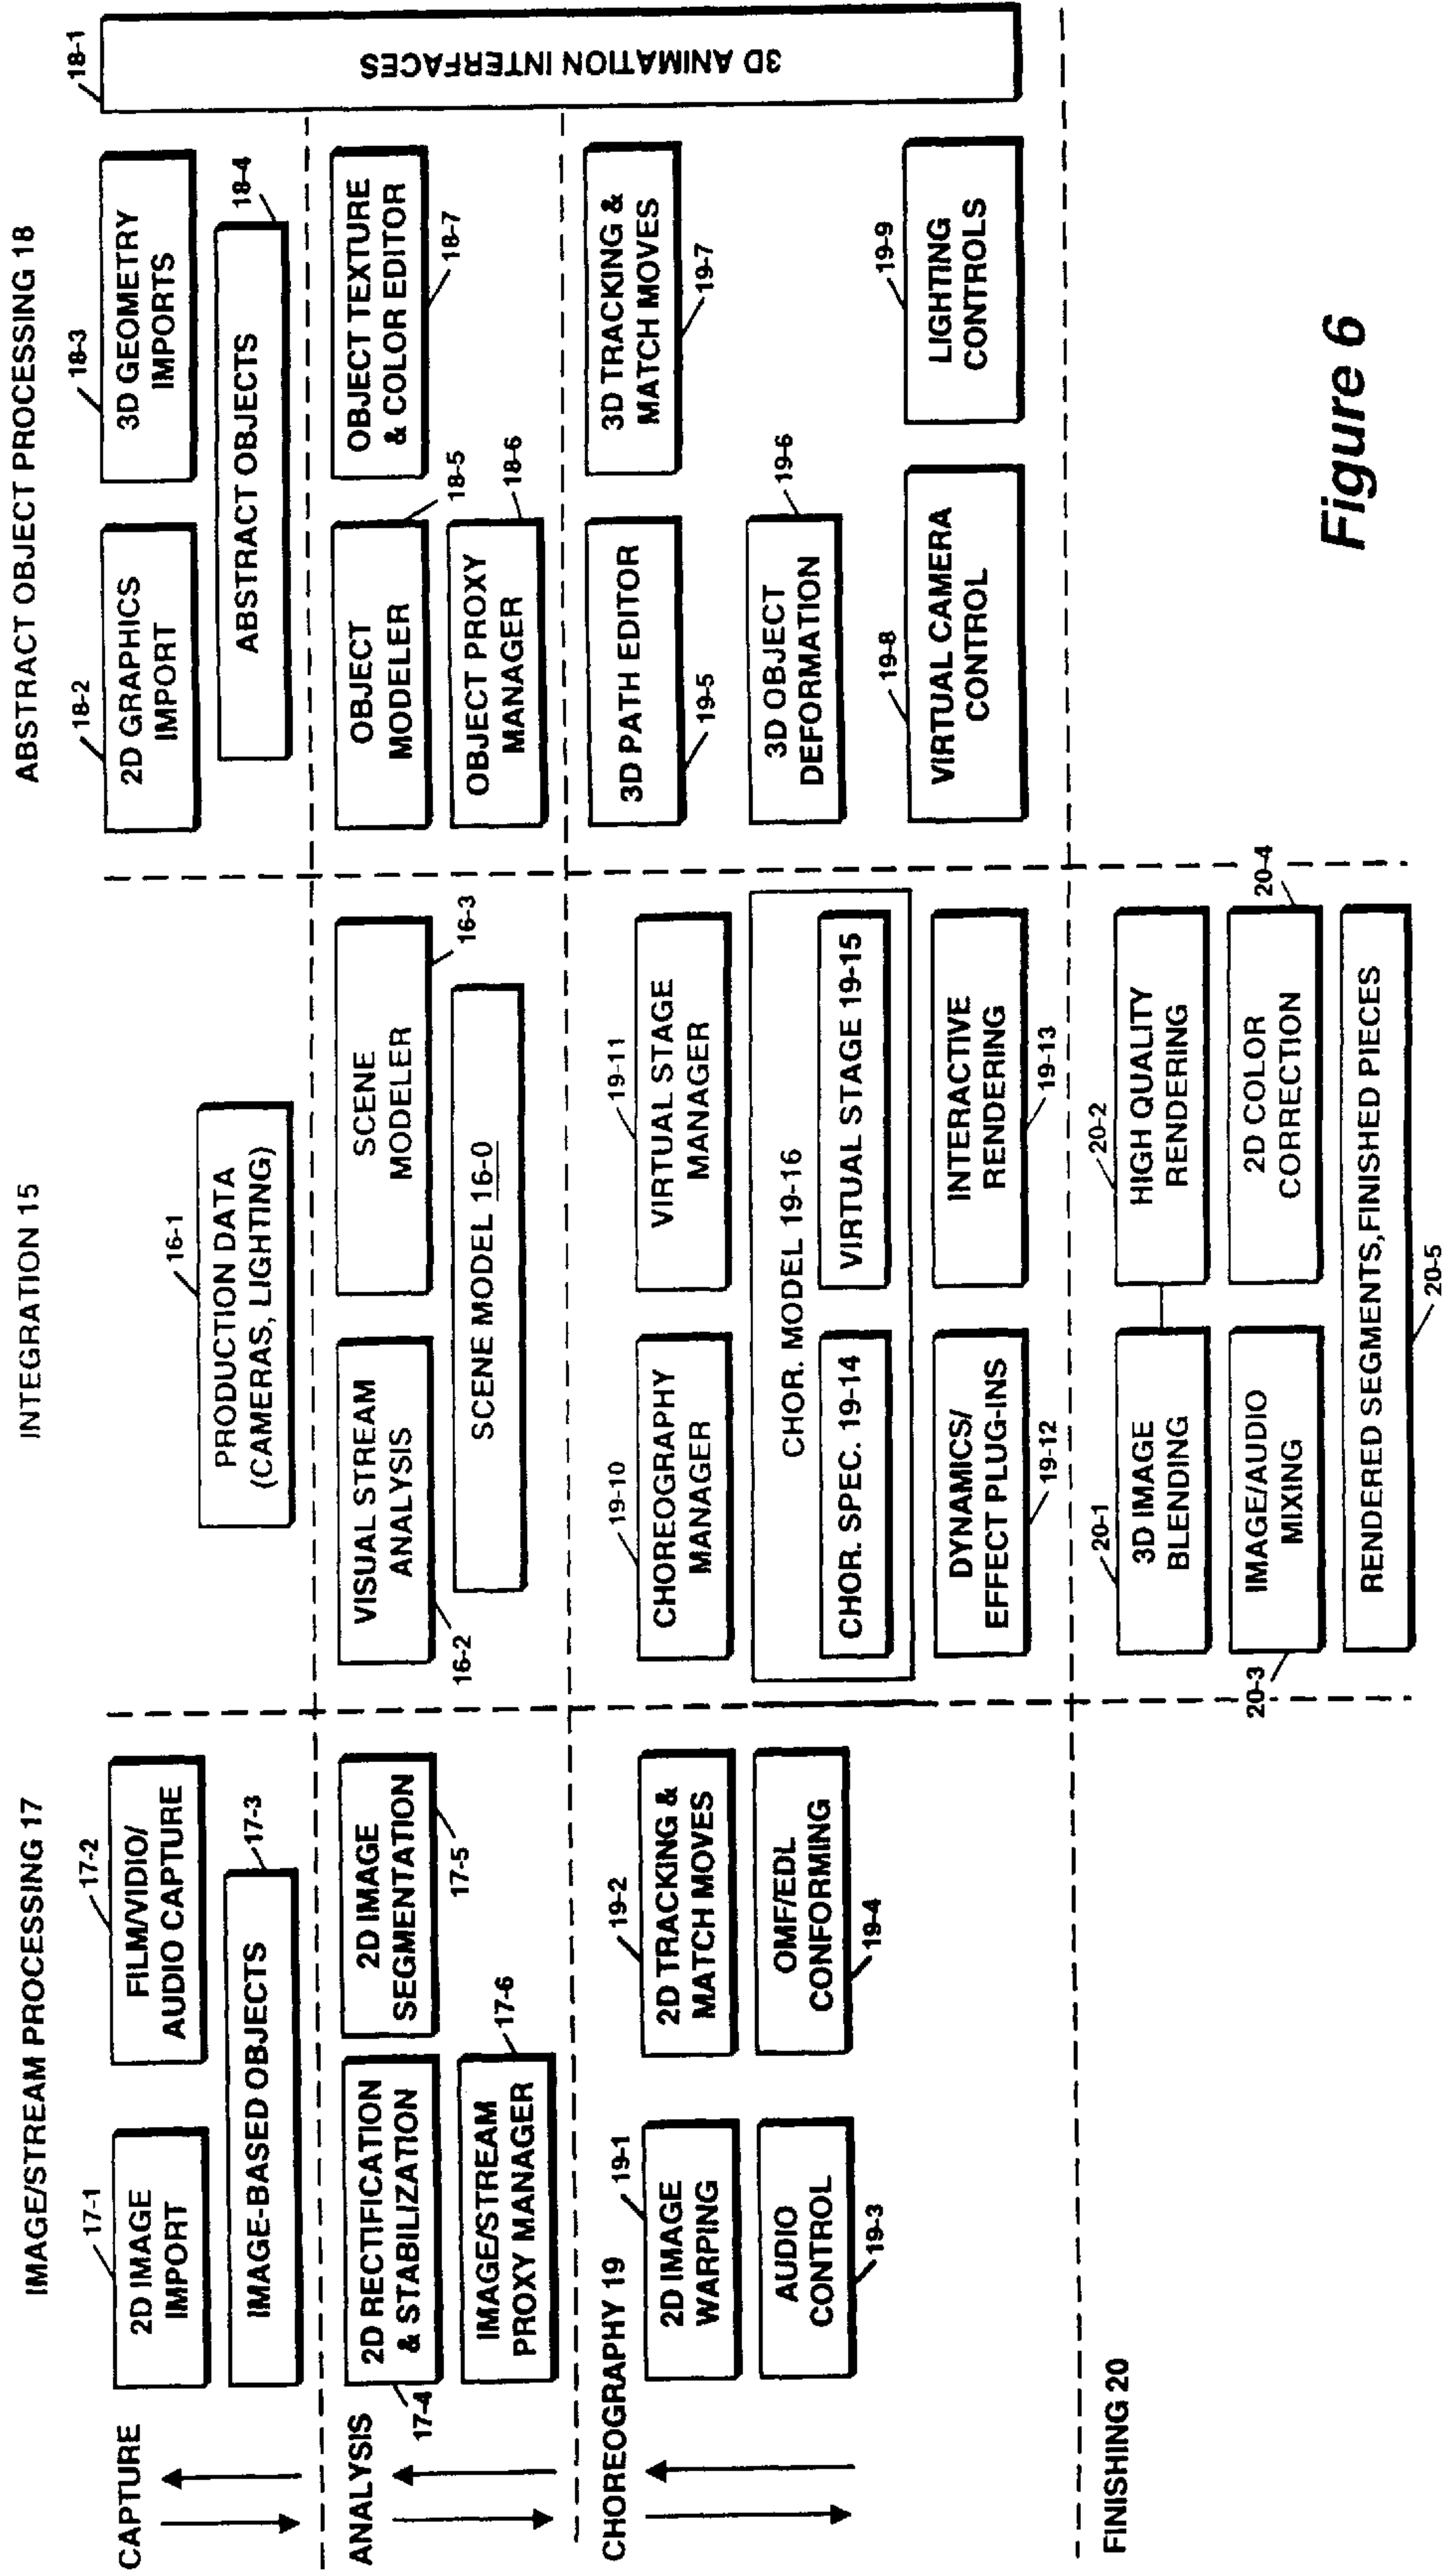 IMAGE/STREAM PROCESSING 17
INTEGRATION 15
ABSTRACT OBJECT PROCESSING 18
CAPTURE
17-1
2D IMAGE
IMPORT
17-2
FILM/VIDIO/
AUDIO CAPTURE
IMAGE-BASED OBJECTS
17-3
16-1
PRODUCTION DATA
(CAMERAS, LIGHTING)
18-2
2D GRAPHICS
IMPORT
18-3
3D GEOMETRY
IMPORTS
ABSTRACT OBJECTS
18-4
18-1
3D ANIMATION INTERFACES
ANALYSIS
2D RECTIFICATION
& STABILIZATION
17-4
2D IMAGE
SEGMENTATION
17-5
IMAGE/STREAM
PROXY MANAGER
17-6
VISUAL STREAM
ANALYSIS
16-2
SCENE
MODELER
16-3
SCENE MODEL 16-0
OBJECT
MODELER
18-5
OBJECT TEXTURE
& COLOR EDITOR
18-7
OBJECT PROXY
MANAGER
18-6
CHOREOGRAPHY 19
19-1
2D IMAGE
WARPING
19-2
2D TRACKING &
MATCH MOVES
AUDIO
CONTROL
19-3
OMF/EDL
CONFORMING
19-4
19-10
CHOREOGRAPHY
MANAGER
19-11
VIRTUAL STAGE
MANAGER
CHOR. MODEL 19-16
CHOR. SPEC. 19-14
VIRTUAL STAGE 19-15
DYNAMICS/
EFFECT PLUG-INS
19-12
INTERACTIVE
RENDERING
19-13
3D PATH EDITOR
19-5
3D TRACKING &
MATCH MOVES
19-7
3D OBJECT
DEFORMATION
19-6
19-8
VIRTUAL CAMERA
CONTROL
19-9
LIGHTING
CONTROLS
FINISHING 20
20-1
3D IMAGE
BLENDING
20-2
HIGH QUALITY
RENDERING
IMAGE/AUDIO
MIXING
20-3
2D COLOR
CORRECTION
20-4
RENDERED SEGMENTS,FINISHED PIECES
20-5
Figure 6